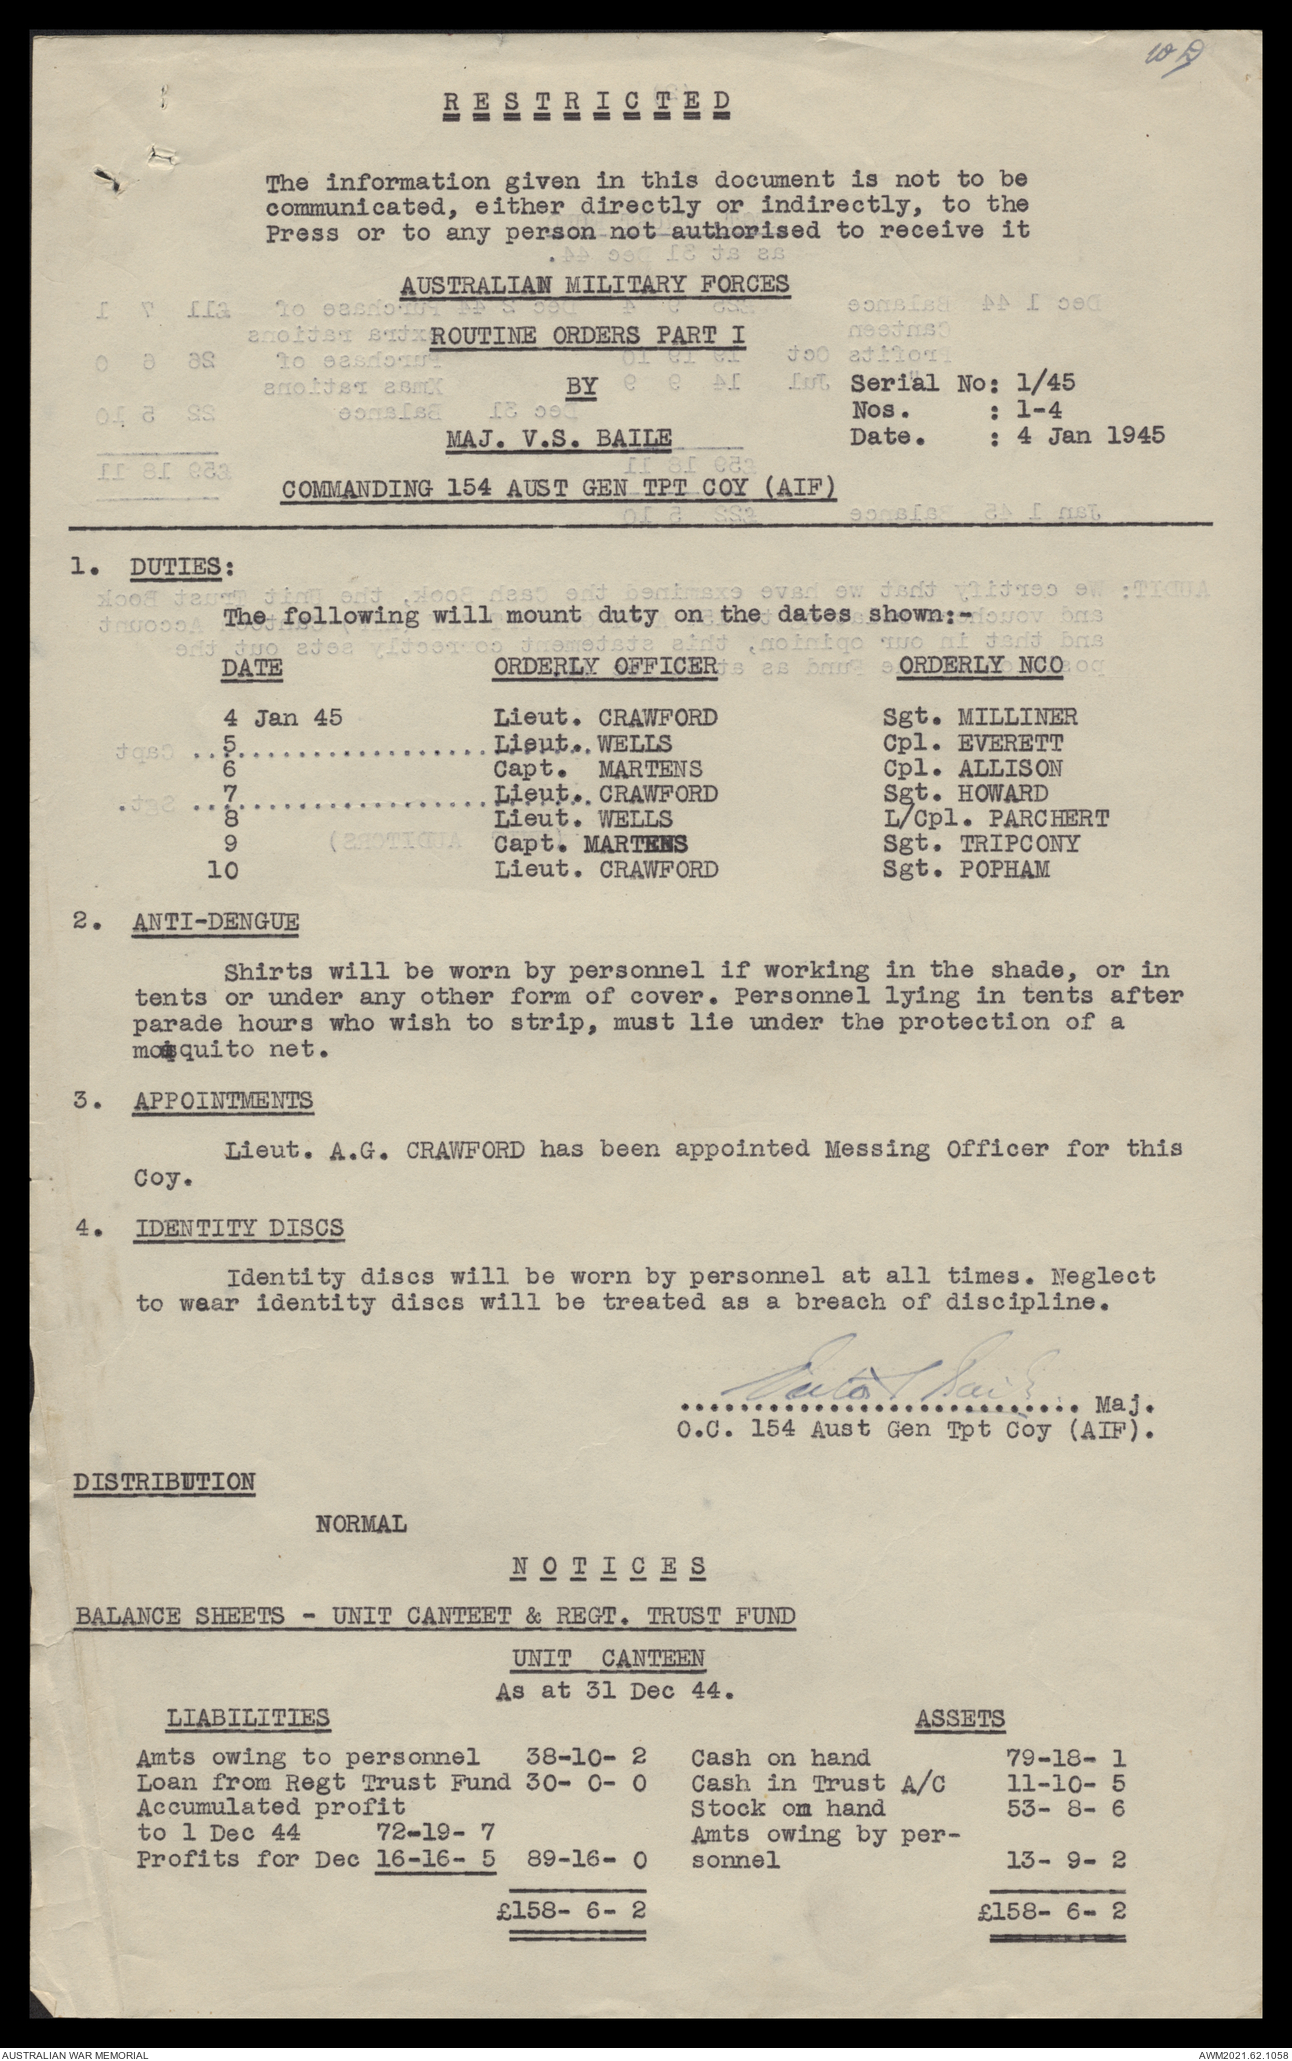 R E S T R I C T E D
The information given in this document is not to be
communicated, either directly or indirectly, to the
Press or to any person not authorised to receive it
AUSTRALIAN MILITARY FORCES
ROUTINE ORDERS PART I
BY
Serial No: 1/45
Nos. : 1-4
MAJ. V.S. BAILE
Date. : 4 Jan 1945
COMMANDING 154 AUST GEN TPT COY (AIF)
1. DUTIES:
The following will mount duty on the dates shown:-
DATE ORDERLY OFFICER ORDERLY NCO
4 Jan 45 Lieut. CRAWFORD Sgt. MILLINER
5 Lieut. WELLS Cpl. EVERETT
6 Capt. MARTENS Cpl. ALLISON
7 Lieut. CRAWFORD Sgt. HOWARD
8 Lieut. WELLS L/Cpl. PARCHERT
9 Capt. MARTENS Sgt. TRIPCONY
10 Lieut. CRAWFORD Sgt. POPHAM
2. ANTI-DENGUE
Shirts will be worn by personnel if working in the shade, or in
tents or under any other form of cover. Personnel lying in tents after
parade hours who wish to strip, must lie under the protection of a
mosquito net.
3. APPOINTMENTS
Lieut. A.G. CRAWFORD has been appointed Messing Officer for this
Coy.
4. IDENTITY DISCS
Identity discs will be worn by personnel at all times. Neglect
to wear identity discs will be treated as a breach of discipline.
........................... Maj.
O.C. 154 Aust Gen Tpt Coy (AIF).
DISTRIBUTION
NORMAL
N O T I C E S
BALANCE SHEETS - UNIT CANTEET & REGT. TRUST FUND
UNIT CANTEEN
As at 31 Dec 44.
LIABILITIES ASSETS
Amts owing to personnel 38-10- 2 Cash on hand 79-18- 1
Loan from Regt Trust Fund 30- 0- 0 Cash in Trust A/C 11-10- 5
Accumulated profit Stock on hand 53- 8- 6
to 1 Dec 44 72-19- 7 Amts owing by per-
Profits for Dec 16-16- 5 89-16- 0 sonnel 13- 9- 2
£158- 6- 2 £158- 6- 2
AUSTRALIAN WAR MEMORIAL AWM2021.62.1058